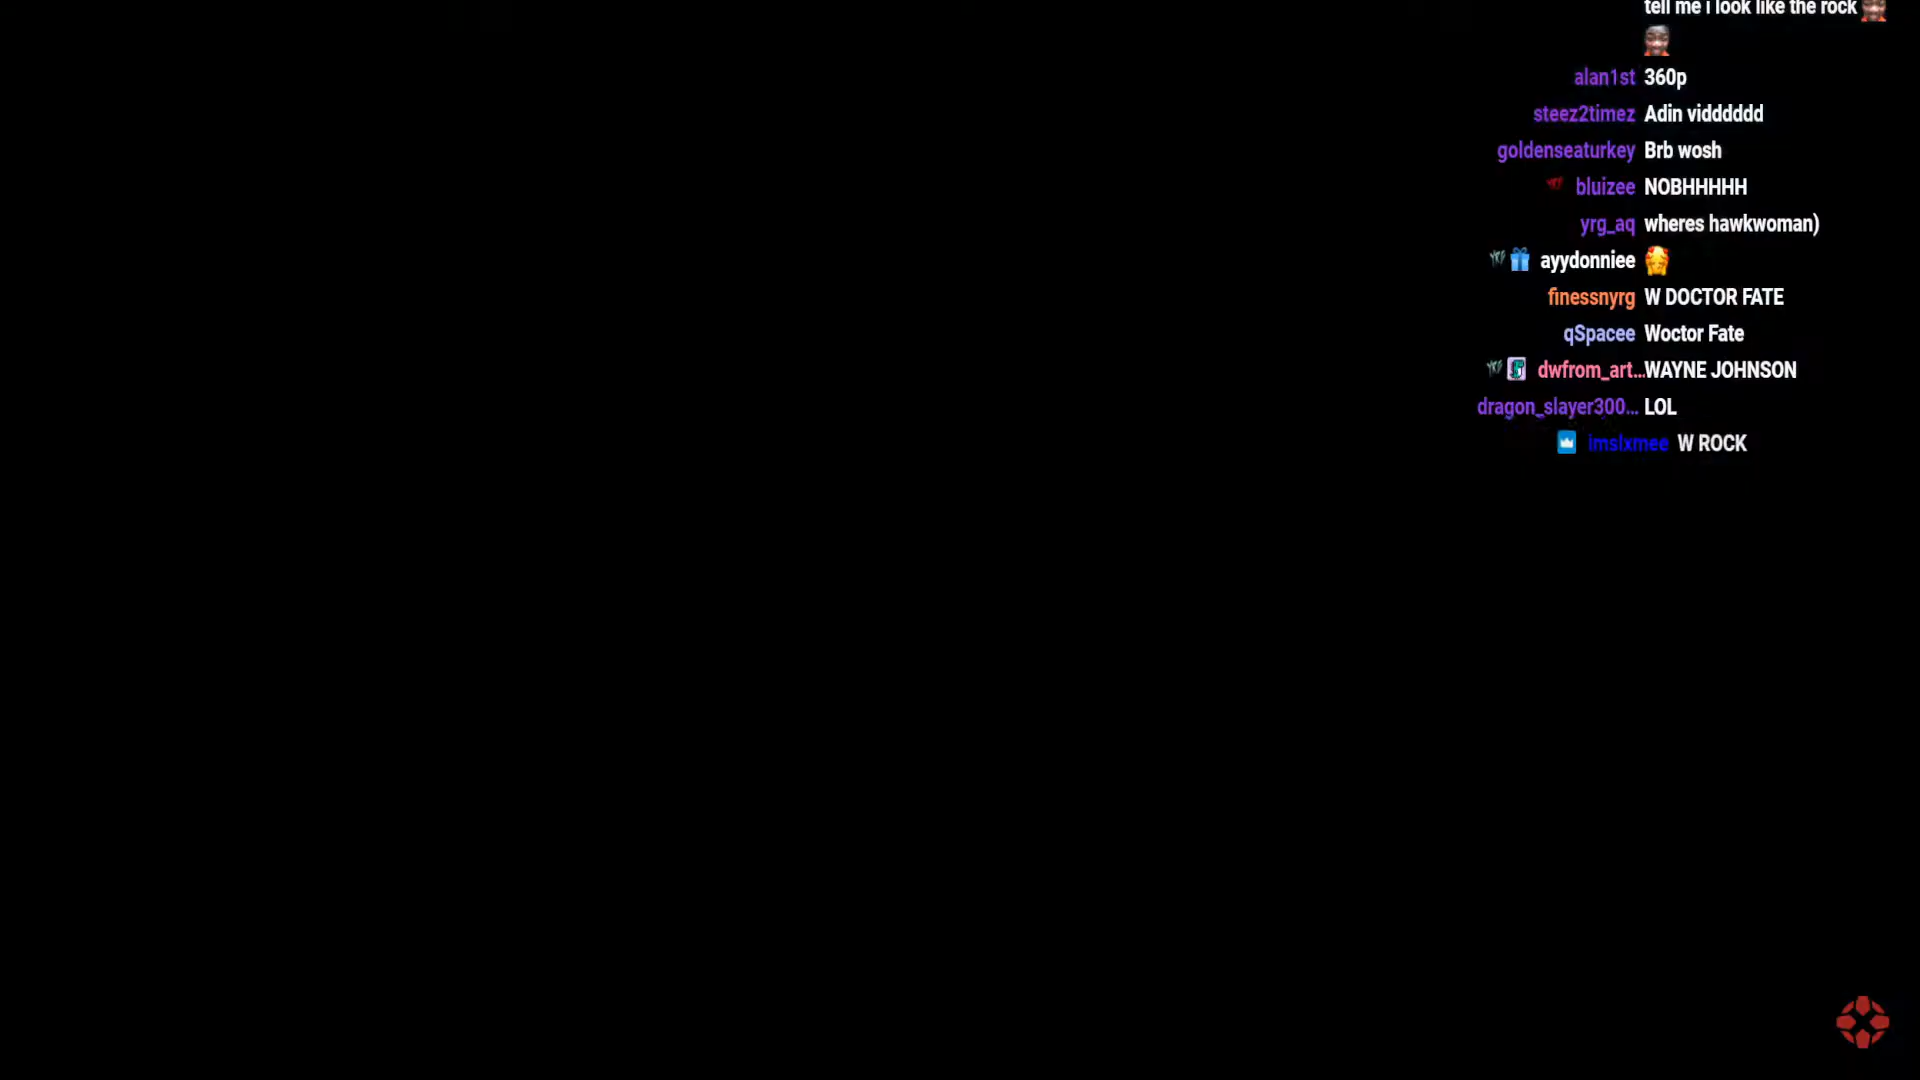 tell me i look like the rock
alan1st 360p
steez2timez Adin vidddddd
goldenseaturkey Brb wosh
bluizee NOBHHHHH
yrg_aq wheres hawkwoman)
ayydonniee
finessnyrg W DOCTOR FATE
qSpacee Woctor Fate
dwfrom_art...WAYNE JOHNSON
dragon_slayer300... LOL
imslxmee W ROCK